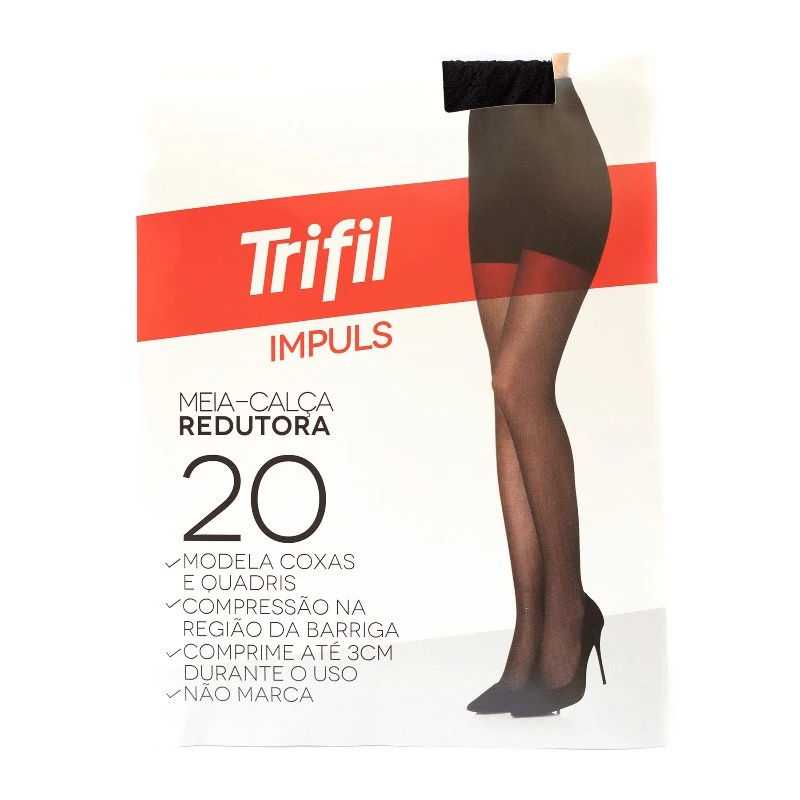 Trifil
IMPULS
MEIA-CALÇA
REDUTORA
20
MODELA COXAS
E QUADRIS
COMPRESSÃO NA
REGIÃO DA BARRIGA
COMPRIME ATÉ 3CM
DURANTE O USO
NÃO MARCA